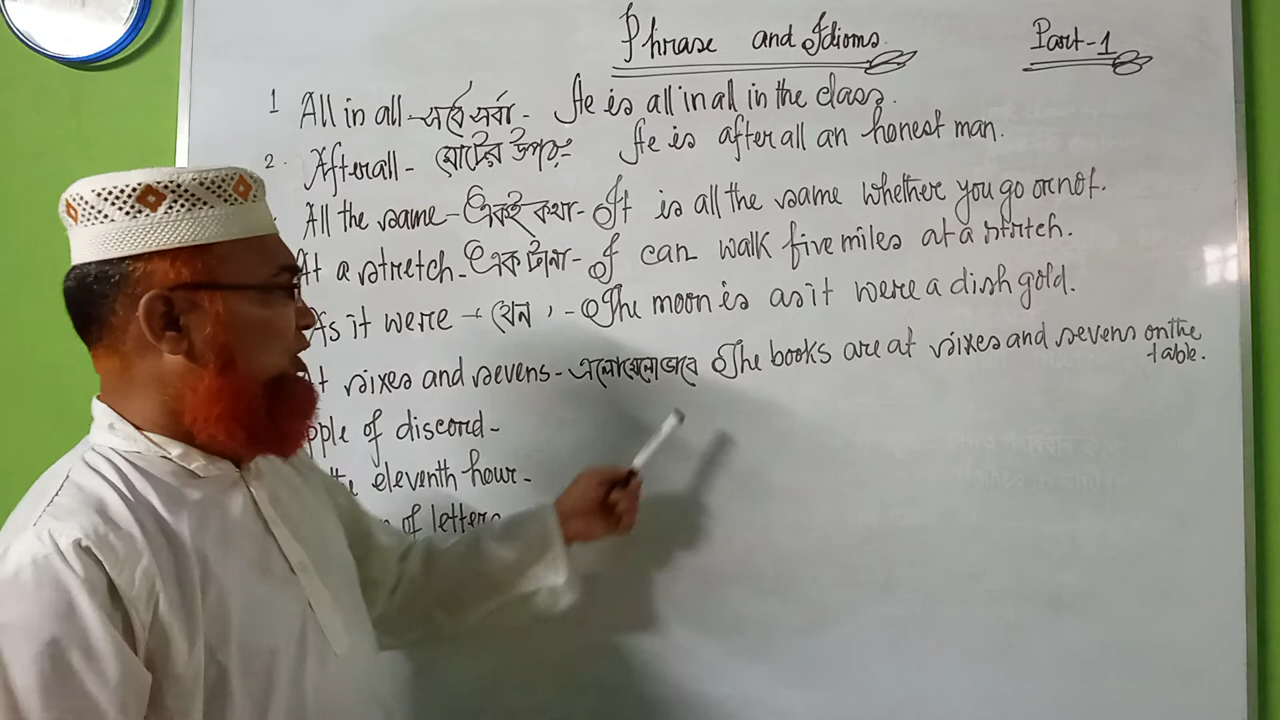 Phrase and Idioms. Part-1
1 All in all - সর্বে সর্বা - He is all in all in the class.
2. Afterall - মোটের উপর - He is after all an honest man.
All the same - একই কথা - It is all the same whether you go or not.
At a stretch - একটানা - I can walk five miles at a stretch.
As it were - যেন, - The moon is as it were a dish gold.
At sixes and sevens - এলোমেলোভাবে The books are at sixes and sevens on the
table.
pple of discord -
the eleventh hour -
of letters